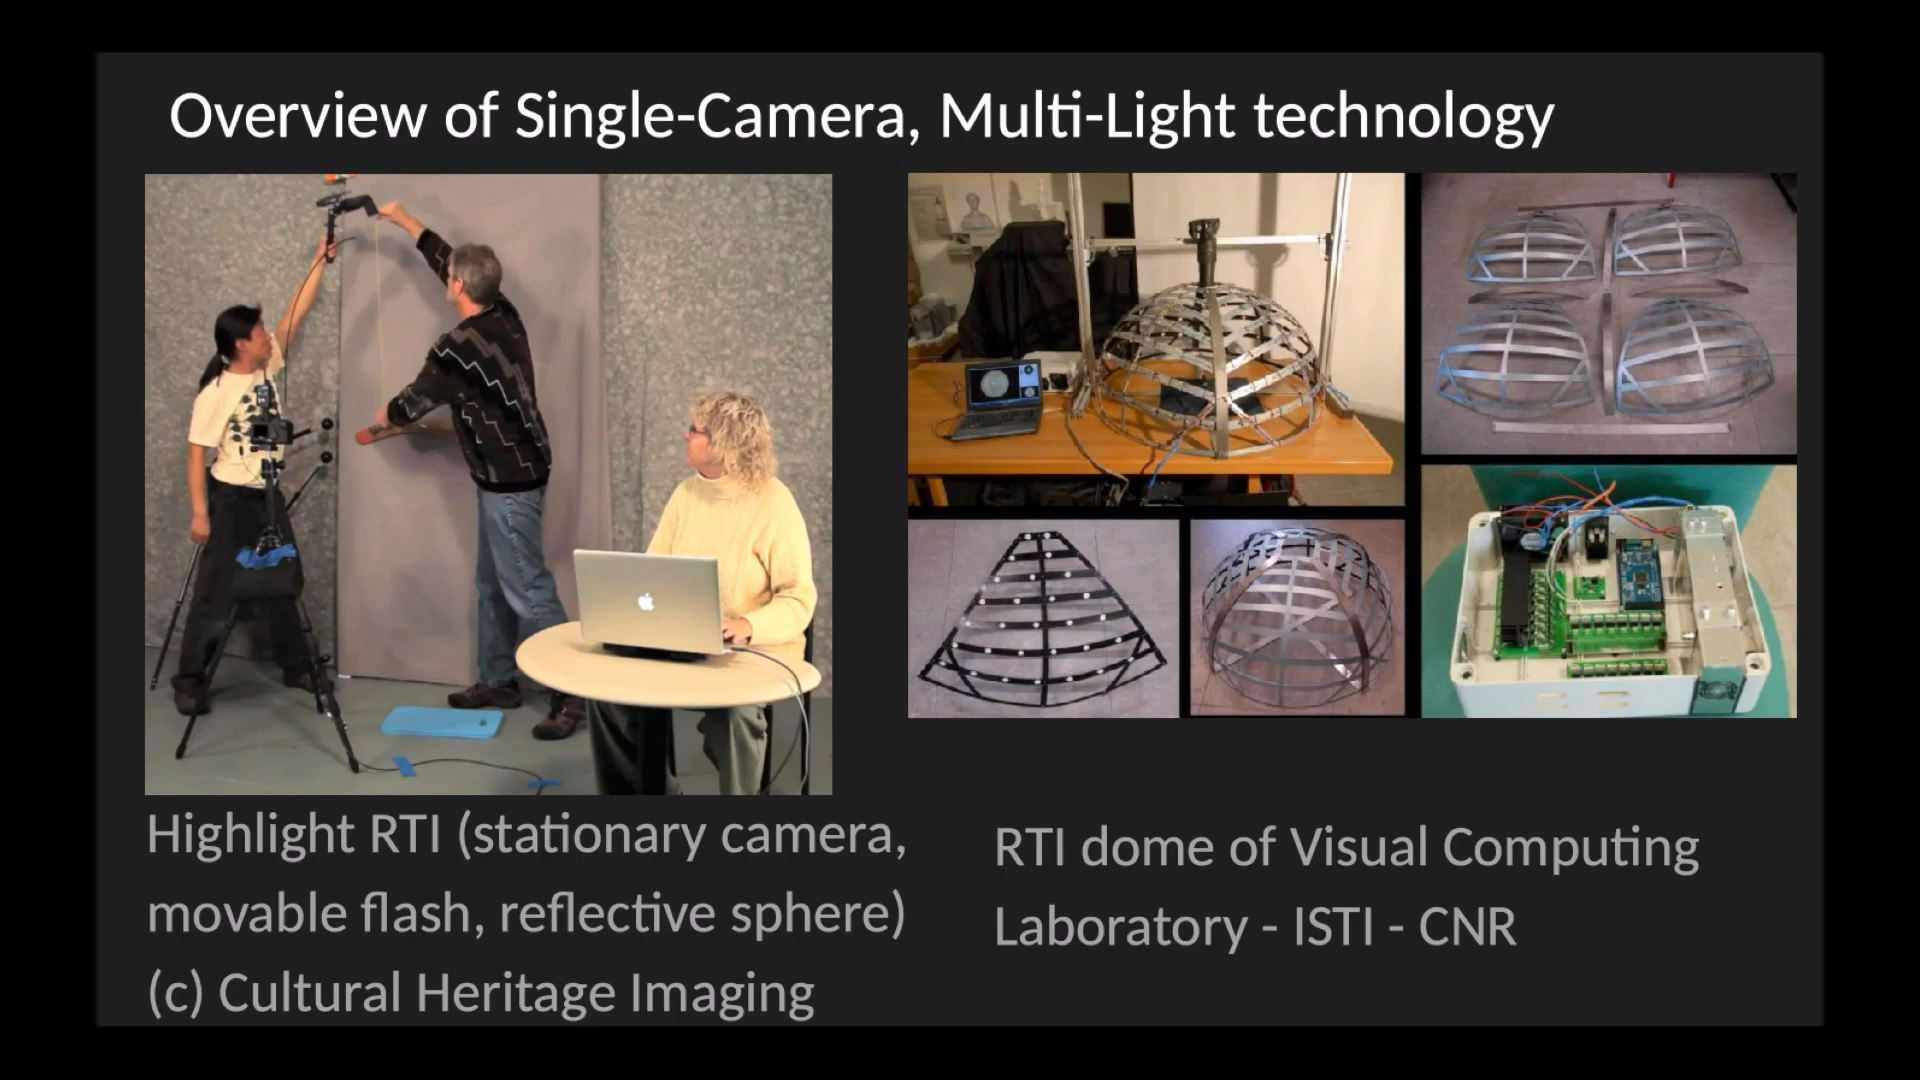 Overview of Single-Camera, Multi-Light technology
Highlight RTI (stationary camera,
movable flash, reflective sphere)
(c) Cultural Heritage Imaging
RTI dome of Visual Computing
Laboratory - ISTI - CNR